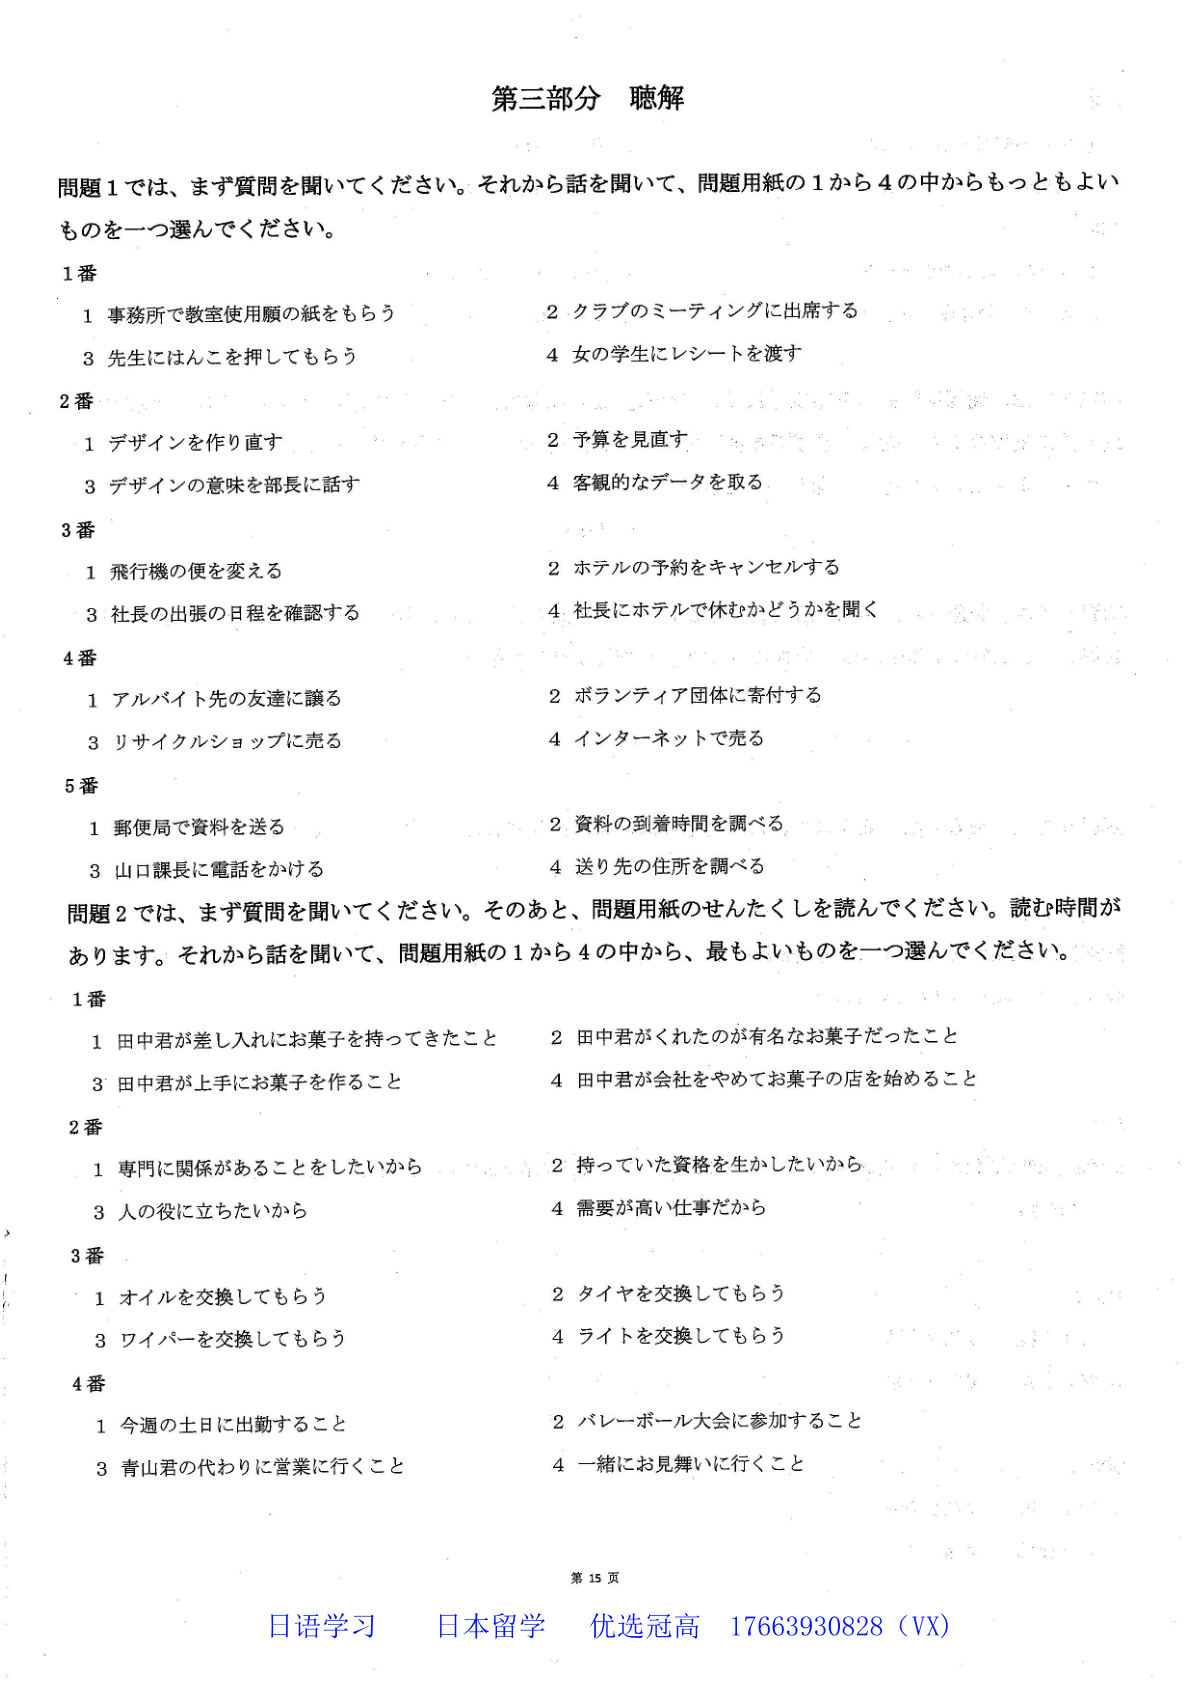 第三部分　聴解
問題１では、まず質問を聞いてください。それから話を聞いて、問題用紙の１から４の中からもっともよい
ものを一つ選んでください。
1番
1 事務所で教室使用願の紙をもらう　2 クラブのミーティングに出席する
3 先生にはんこを押してもらう　4 女の学生にレシートを渡す
2番
1 デザインを作り直す　2 予算を見直す
3 デザインの意味を部長に話す　4 客観的なデータを取る
3番
1 飛行機の便を変える　2 ホテルの予約をキャンセルする
3 社長の出張の日程を確認する　4 社長にホテルで休むかどうかを聞く
4番
1 アルバイト先の友達に譲る　2 ボランティア団体に寄付する
3 リサイクルショップに売る　4 インターネットで売る
5番
1 郵便局で資料を送る　2 資料の到着時間を調べる
3 山口課長に電話をかける　4 送り先の住所を調べる
問題２では、まず質問を聞いてください。そのあと、問題用紙のせんたくしを読んでください。読む時間が
あります。それから話を聞いて、問題用紙の１から４の中から、最もよいものを一つ選んでください。
1番
1 田中君が差し入れにお菓子を持ってきたこと　2 田中君がくれたのが有名なお菓子だったこと
3 田中君が上手にお菓子を作ること　4 田中君が会社をやめてお菓子の店を始めること
2番
1 専門に関係があることをしたいから　2 持っていた資格を生かしたいから
3 人の役に立ちたいから　4 需要が高い仕事だから
3番
1 オイルを交換してもらう　2 タイヤを交換してもらう
3 ワイパーを交換してもらう　4 ライトを交換してもらう
4番
1 今週の土日に出勤すること　2 バレーボール大会に参加すること
3 青山君の代わりに営業に行くこと　4 一緒にお見舞いに行くこと
第 15 页
日语学习　日本留学　优选冠高　17663930828（VX)